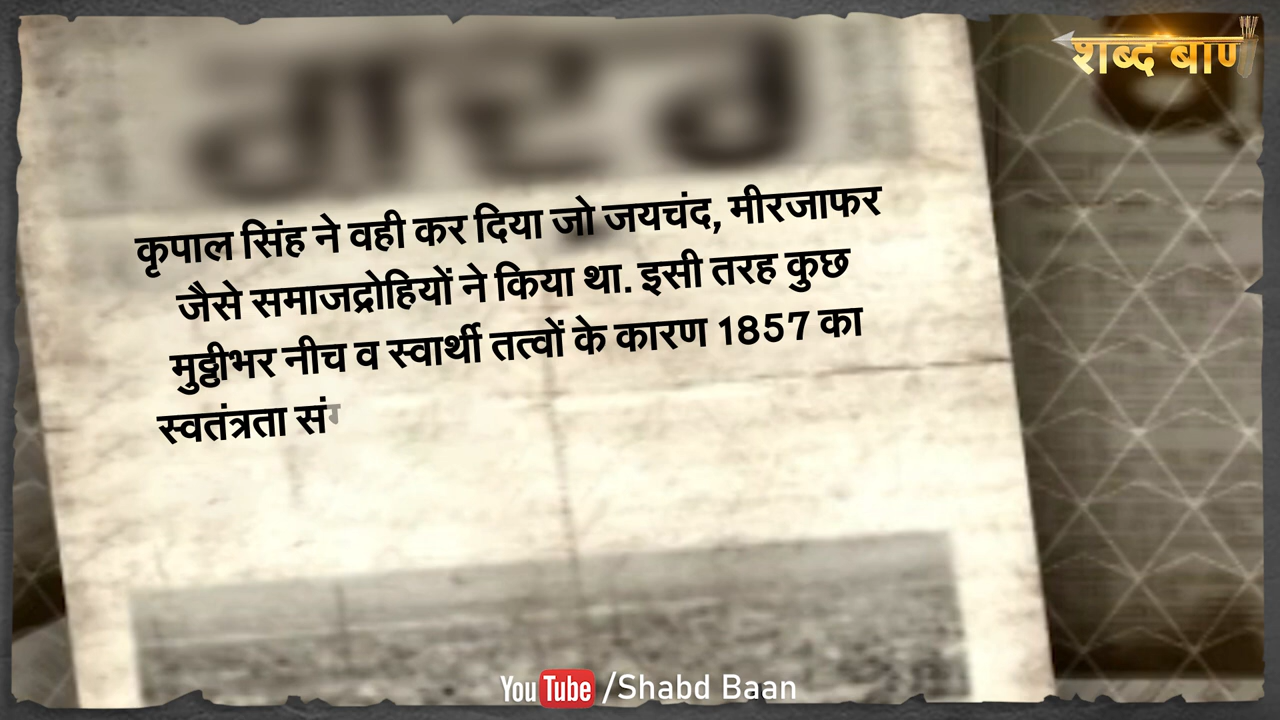 शब्द बाण
कृपाल सिंह ने वही कर दिया जो जयचंद, मीरजाफर
जैसे समाजद्रोहियों ने किया था. इसी तरह कुछ
मुट्ठीभर नीच व स्वार्थी तत्वों के कारण 1857 का
स्वतंत्रता
YouTube /Shabd Baan